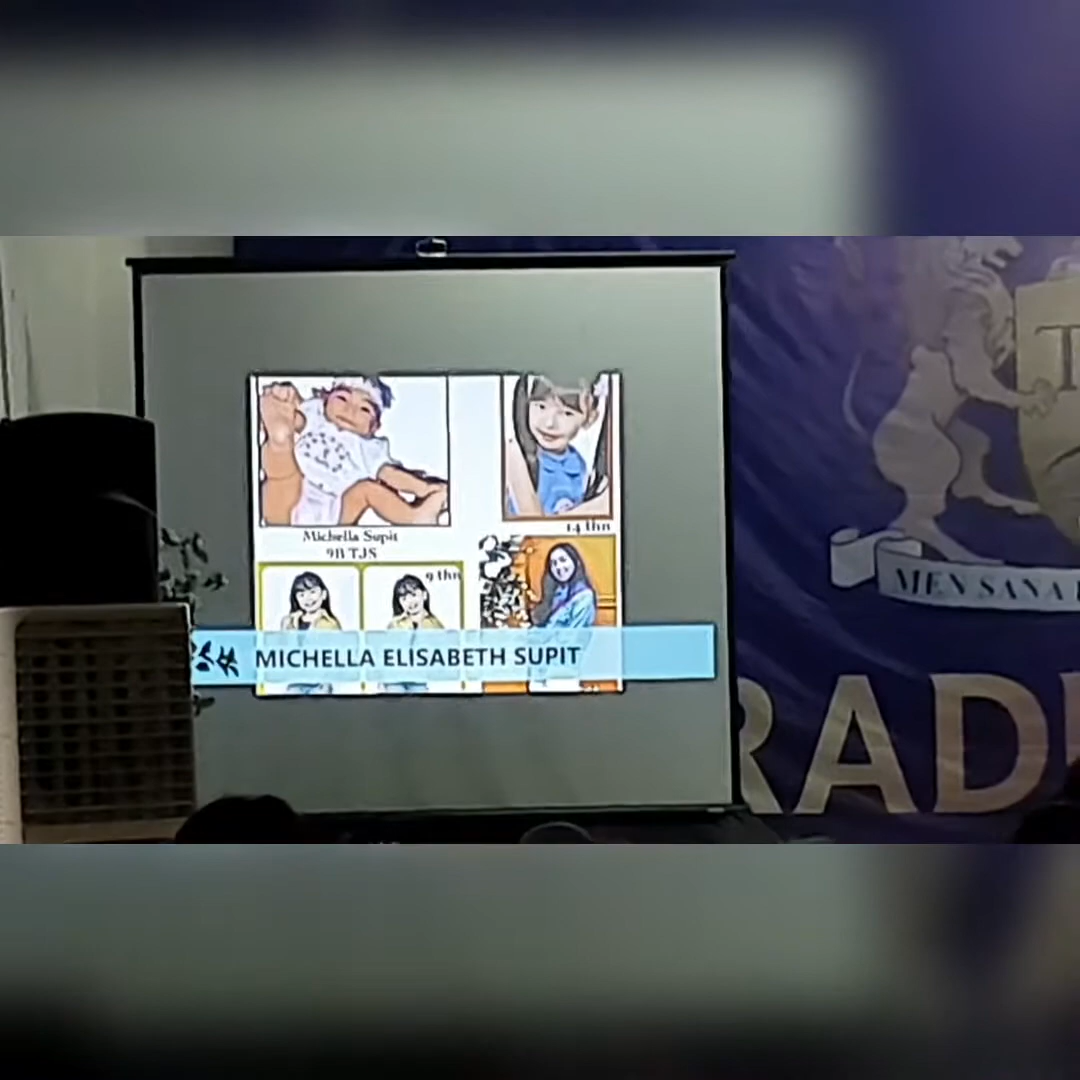 14 thn
Michella Supit
9B TJS
9 thn
MICHELLA ELISABETH SUPIT
T
MEN SANA
RAD